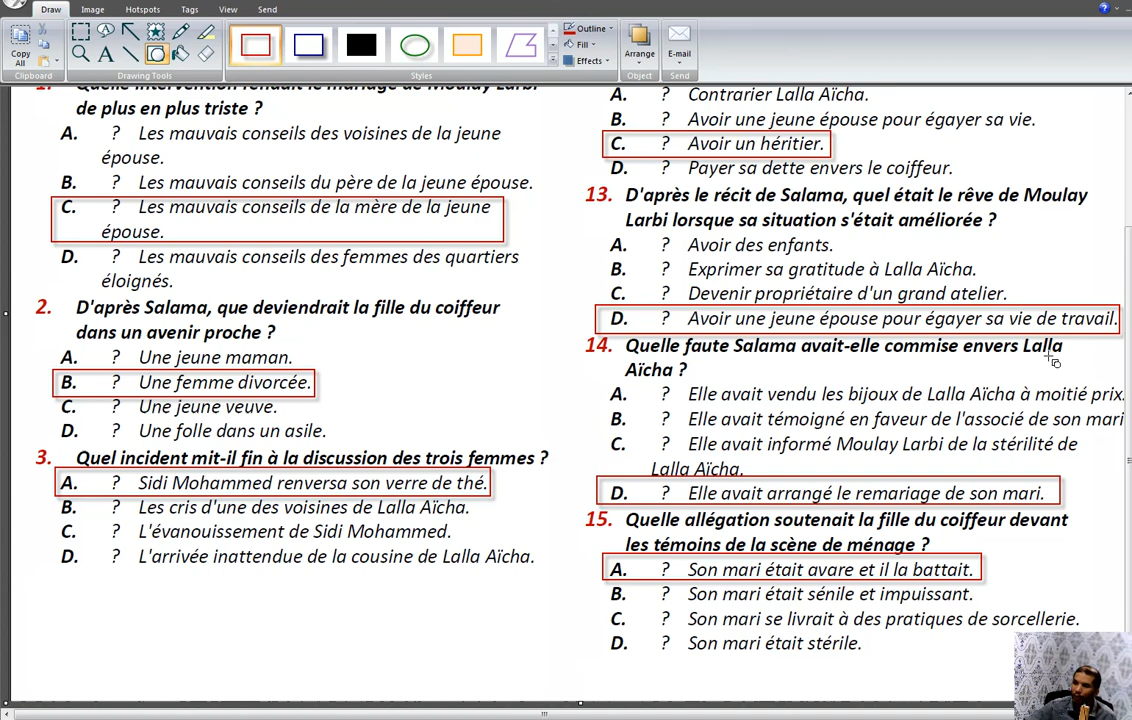 Draw Image Hotspots Tags View Send
Copy All
Clipboard
Drawing Tools
Styles
Outline
Fill
Effects
Arrange
Object
E-mail
Send
1. Quelle intervention rendait le mariage de Moulay Larbi
de plus en plus triste ?
A. ? Les mauvais conseils des voisines de la jeune
épouse.
B. ? Les mauvais conseils du père de la jeune épouse.
C. ? Les mauvais conseils de la mère de la jeune
épouse.
D. ? Les mauvais conseils des femmes des quartiers
éloignés.
2. D'après Salama, que deviendrait la fille du coiffeur
dans un avenir proche ?
A. ? Une jeune maman.
B. ? Une femme divorcée.
C. ? Une jeune veuve.
D. ? Une folle dans un asile.
3. Quel incident mit-il fin à la discussion des trois femmes ?
A. ? Sidi Mohammed renversa son verre de thé.
B. ? Les cris d'une des voisines de Lalla Aïcha.
C. ? L'évanouissement de Sidi Mohammed.
D. ? L'arrivée inattendue de la cousine de Lalla Aïcha.
A. ? Contrarier Lalla Aïcha.
B. ? Avoir une jeune épouse pour égayer sa vie.
C. ? Avoir un héritier.
D. ? Payer sa dette envers le coiffeur.
13. D'après le récit de Salama, quel était le rêve de Moulay
Larbi lorsque sa situation s'était améliorée ?
A. ? Avoir des enfants.
B. ? Exprimer sa gratitude à Lalla Aïcha.
C. ? Devenir propriétaire d'un grand atelier.
D. ? Avoir une jeune épouse pour égayer sa vie de travail.
14. Quelle faute Salama avait-elle commise envers Lalla
Aïcha ?
A. ? Elle avait vendu les bijoux de Lalla Aïcha à moitié prix.
B. ? Elle avait témoigné en faveur de l'associé de son mari
C. ? Elle avait informé Moulay Larbi de la stérilité de
Lalla Aïcha.
D. ? Elle avait arrangé le remariage de son mari.
15. Quelle allégation soutenait la fille du coiffeur devant
les témoins de la scène de ménage ?
A. ? Son mari était avare et il la battait.
B. ? Son mari était sénile et impuissant.
C. ? Son mari se livrait à des pratiques de sorcellerie.
D. ? Son mari était stérile.